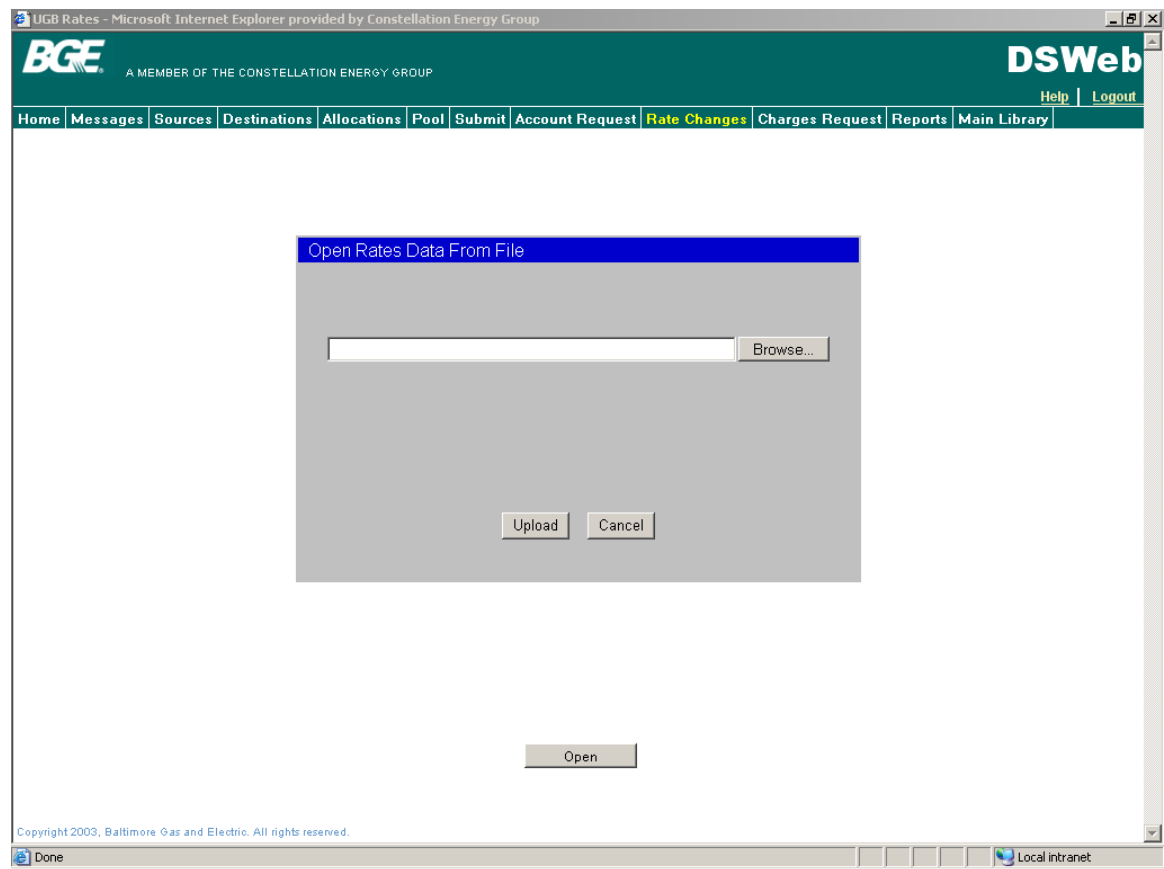 UGB Rates - Microsoft Internet Explorer provided by Constellation Energy Group
BGE
A MEMBER OF THE CONSTELLATION ENERGY GROUP
DSWeb
Help | Logout
Home Messages Sources Destinations Allocations Pool Submit Account Request Rate Changes Charges Request Reports Main Library
Open Rates Data From File
Browse...
Upload Cancel
Open
Copyright 2003, Baltimore Gas and Electric. All rights reserved.
Done Local intranet